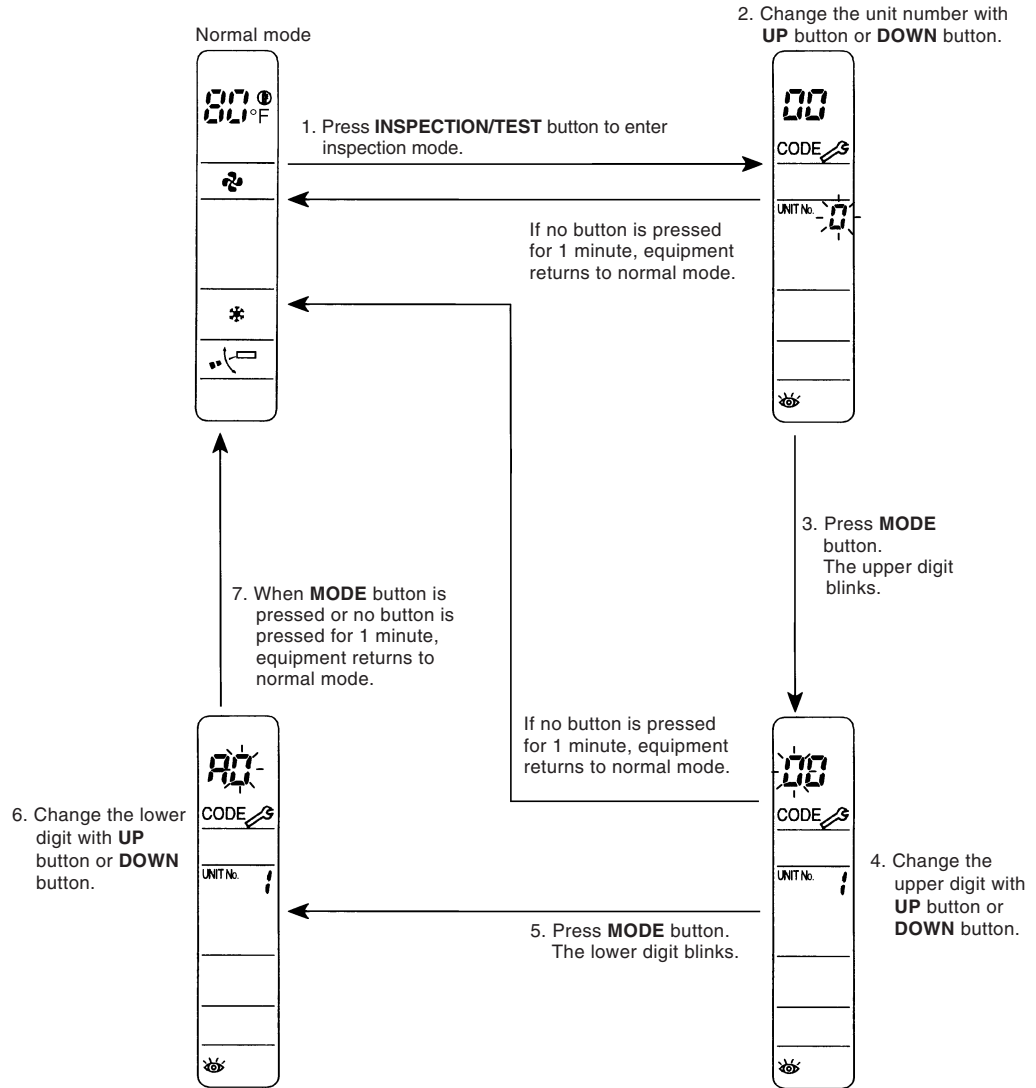 Normal mode
80 °F
1. Press INSPECTION/TEST button to enter
inspection mode.
2. Change the unit number with
UP button or DOWN button.
00
CODE
UNIT No. 0
If no button is pressed
for 1 minute, equipment
returns to normal mode.
3. Press MODE
button.
The upper digit
blinks.
00
CODE
UNIT No. 1
4. Change the
upper digit with
UP button or
DOWN button.
If no button is pressed
for 1 minute, equipment
returns to normal mode.
5. Press MODE button.
The lower digit blinks.
A0
CODE
UNIT No. 1
6. Change the lower
digit with UP
button or DOWN
button.
7. When MODE button is
pressed or no button is
pressed for 1 minute,
equipment returns to
normal mode.